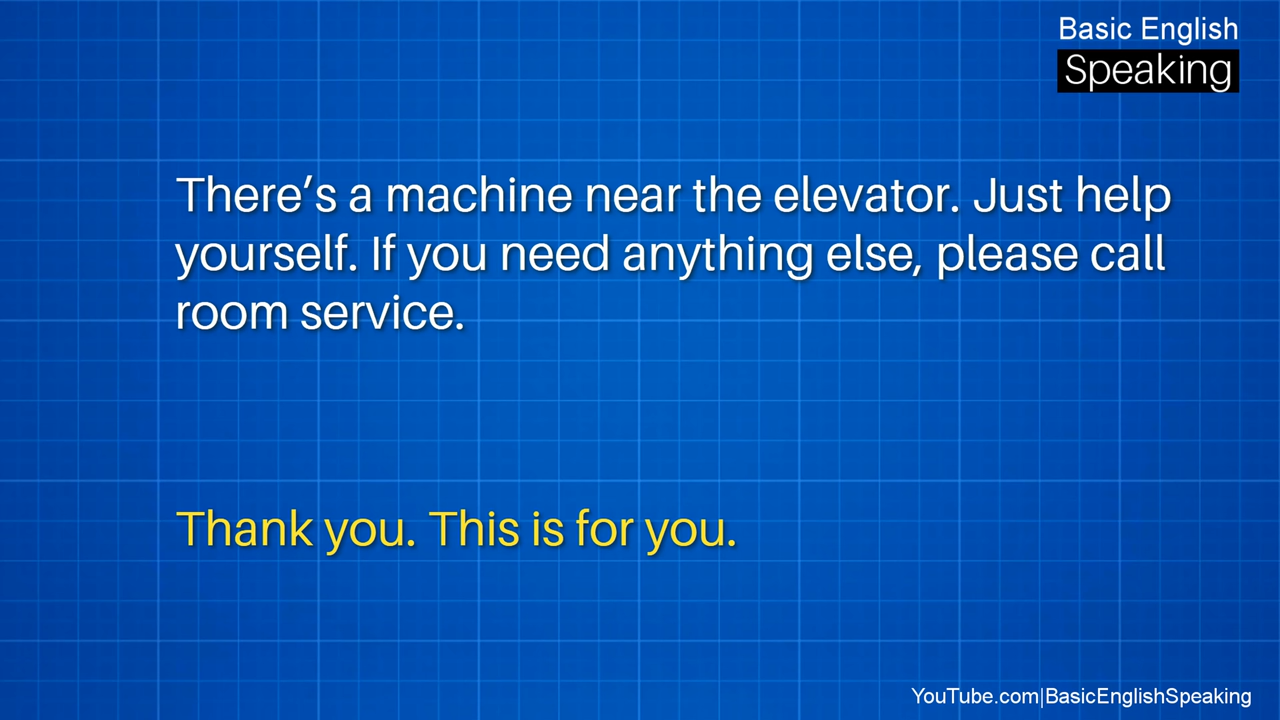 Basic English
Speaking
There’s a machine near the elevator. Just help
yourself. If you need anything else, please call
room service.
Thank you. This is for you.
YouTube.com|BasicEnglishSpeaking